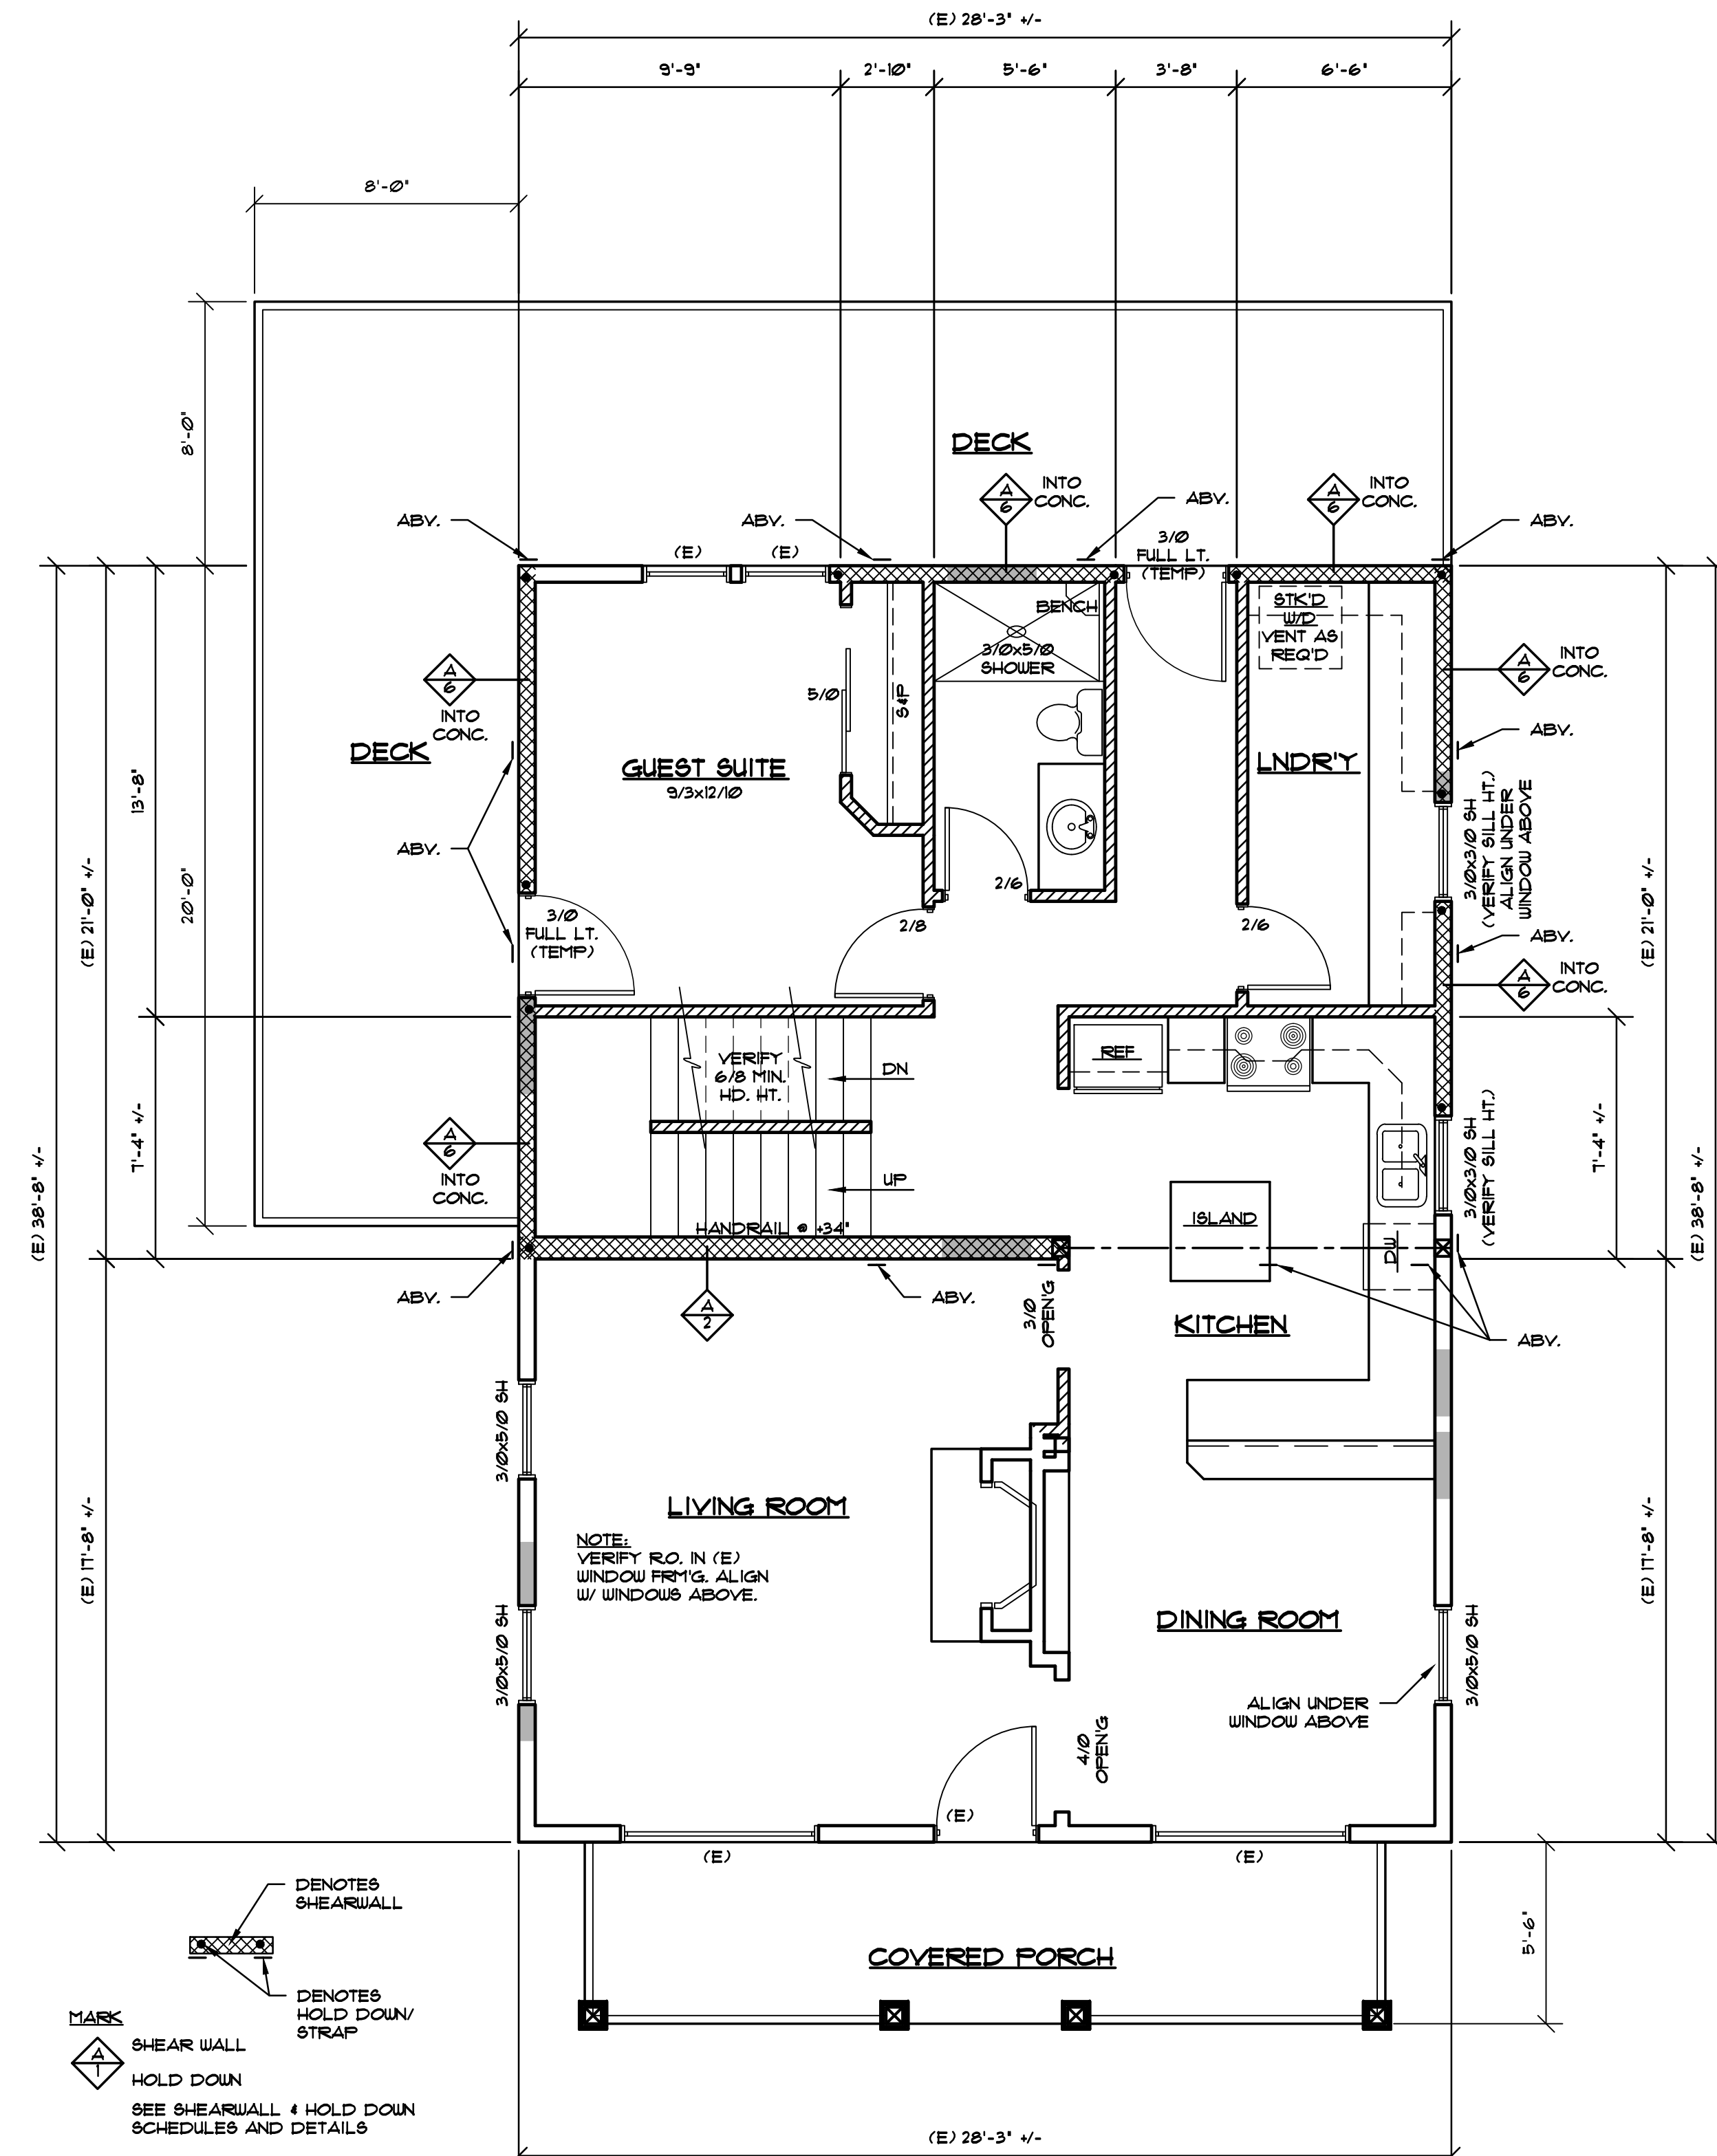 (E) 28'-3" +/-
9'-9"
2'-10"
5'-6"
3'-8"
6'-6"
8'-0"
8'-0"
DECK
A
6
INTO
CONC.
A
6
INTO
CONC.
ABV.
ABV.
ABV.
ABV.
3/0
FULL LT.
(TEMP)
(E)
(E)
BENCH
3/0x5/0
SHOWER
STK'D
W/D
VENT AS
REQ'D
A
6
INTO
CONC.
A
6
INTO
CONC.
5/0
S&P
DECK
GUEST SUITE
9/3x12/10
LNDR'Y
ABV.
13'-8"
20'-0"
(E) 21'-0" +/-
ABV.
3/0x3/0 SH
(VERIFY SILL HT.)
ALIGN UNDER
WINDOW ABOVE
(E) 21'-0" +/-
2/6
2/8
2/6
3/0
FULL LT.
(TEMP)
ABV.
A
6
INTO
CONC.
VERIFY
6/8 MIN.
HD. HT.
DN
UP
HANDRAIL @ +34"
REF
A
6
INTO
CONC.
7'-4" +/-
(E) 38'-8" +/-
3/0x3/0 SH
(VERIFY SILL HT.)
7'-4" +/-
(E) 38'-8" +/-
ISLAND
DW
ABV.
A
2
ABV.
3/0
OPEN'G
KITCHEN
ABV.
3/0x5/0 SH
LIVING ROOM
NOTE:
VERIFY R.O. IN (E)
WINDOW FRM'G. ALIGN
W/ WINDOWS ABOVE.
(E) 17'-8" +/-
(E) 17'-8" +/-
DINING ROOM
3/0x5/0 SH
3/0x5/0 SH
ALIGN UNDER
WINDOW ABOVE
4/0
OPEN'G
(E)
(E)
(E)
DENOTES
SHEARWALL
COVERED PORCH
5'-6"
DENOTES
HOLD DOWN/
STRAP
MARK
A
1
SHEAR WALL
HOLD DOWN
SEE SHEARWALL & HOLD DOWN
SCHEDULES AND DETAILS
(E) 28'-3" +/-